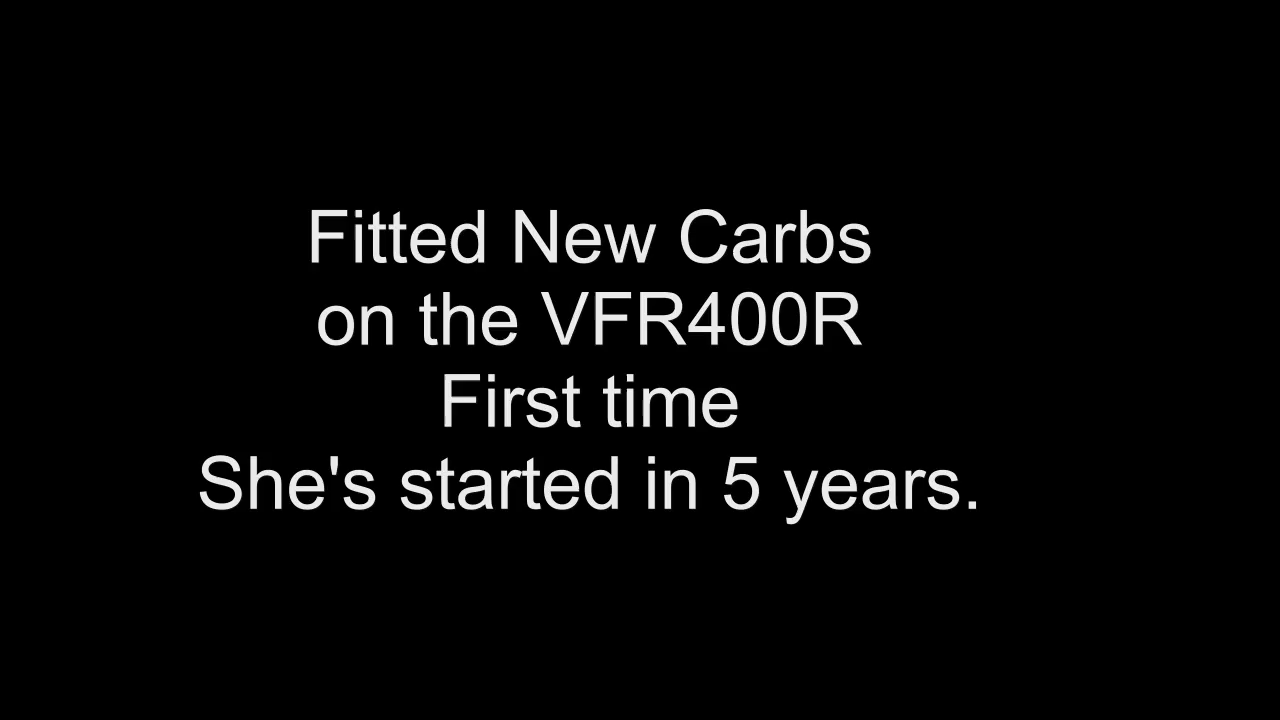 Fitted New Carbs
on the VFR400R
First time
She's started in 5 years.